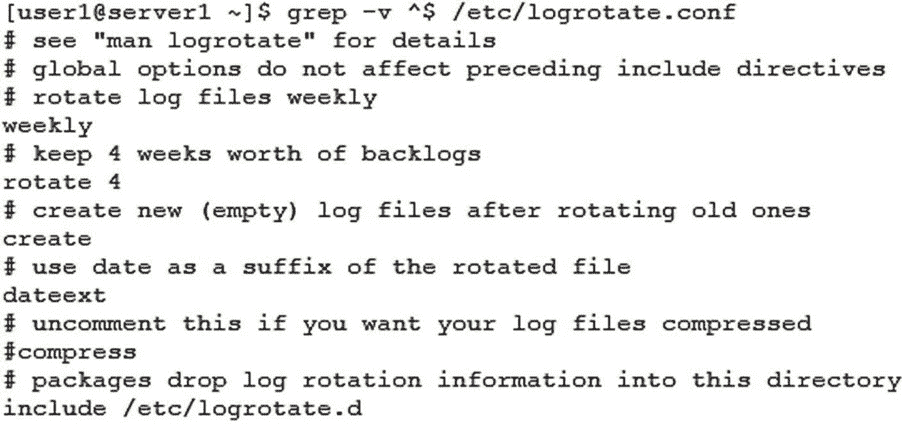 [user1@server1 ~]$ grep -v ^$ /etc/logrotate.conf
# see "man logrotate" for details
# global options do not affect preceding include directives
# rotate log files weekly
weekly
# keep 4 weeks worth of backlogs
rotate 4
# create new (empty) log files after rotating old ones
create
# use date as a suffix of the rotated file
dateext
# uncomment this if you want your log files compressed
#compress
# packages drop log rotation information into this directory
include /etc/logrotate.d